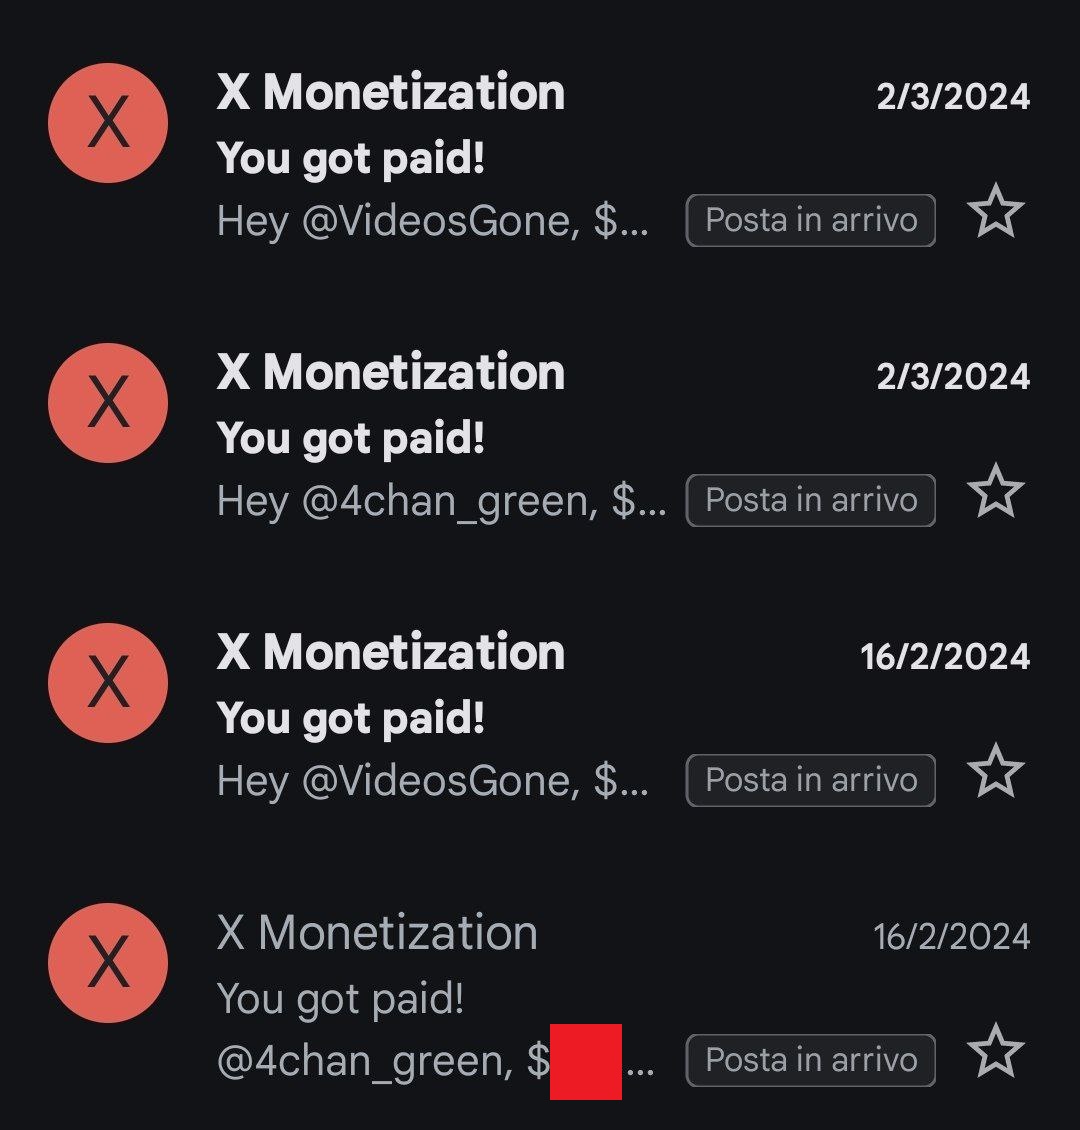 X
X Monetization
2/3/2024
You got paid!
Hey @VideosGone, $...
Posta in arrivo
X
X Monetization
2/3/2024
You got paid!
Hey @4chan_green, $...
Posta in arrivo
X
X Monetization
16/2/2024
You got paid!
Hey @VideosGone, $...
Posta in arrivo
X
X Monetization
16/2/2024
You got paid!
@4chan_green, $ ...
Posta in arrivo